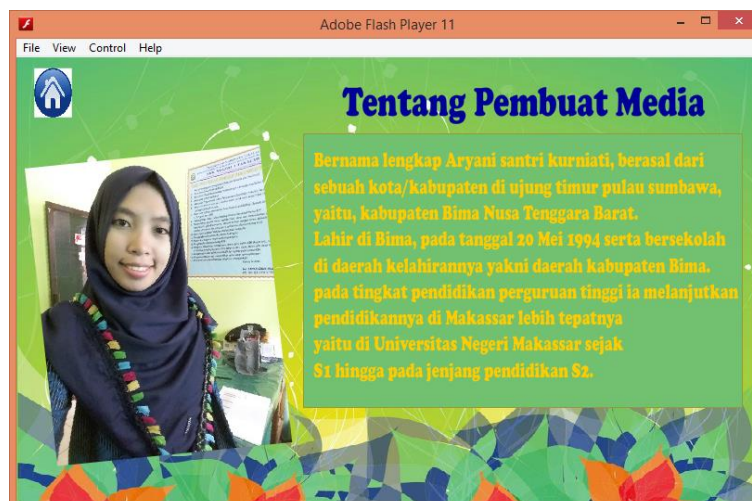 Adobe Flash Player 11
File View Control Help
Tentang Pembuat Media
Bernama lengkap Aryani santri kurniati, berasal dari
sebuah kota/kabupaten di ujung timur pulau sumbawa,
yaitu, kabupaten Bima Nusa Tenggara Barat.
Lahir di Bima, pada tanggal 20 Mei 1994 serta bersekolah
di daerah kelahirannya yakni daerah kabupaten Bima.
pada tingkat pendidikan perguruan tinggi ia melanjutkan
pendidikannya di Makassar lebih tepatnya
yaitu di Universitas Negeri Makassar sejak
S1 hingga pada jenjang pendidikan S2.